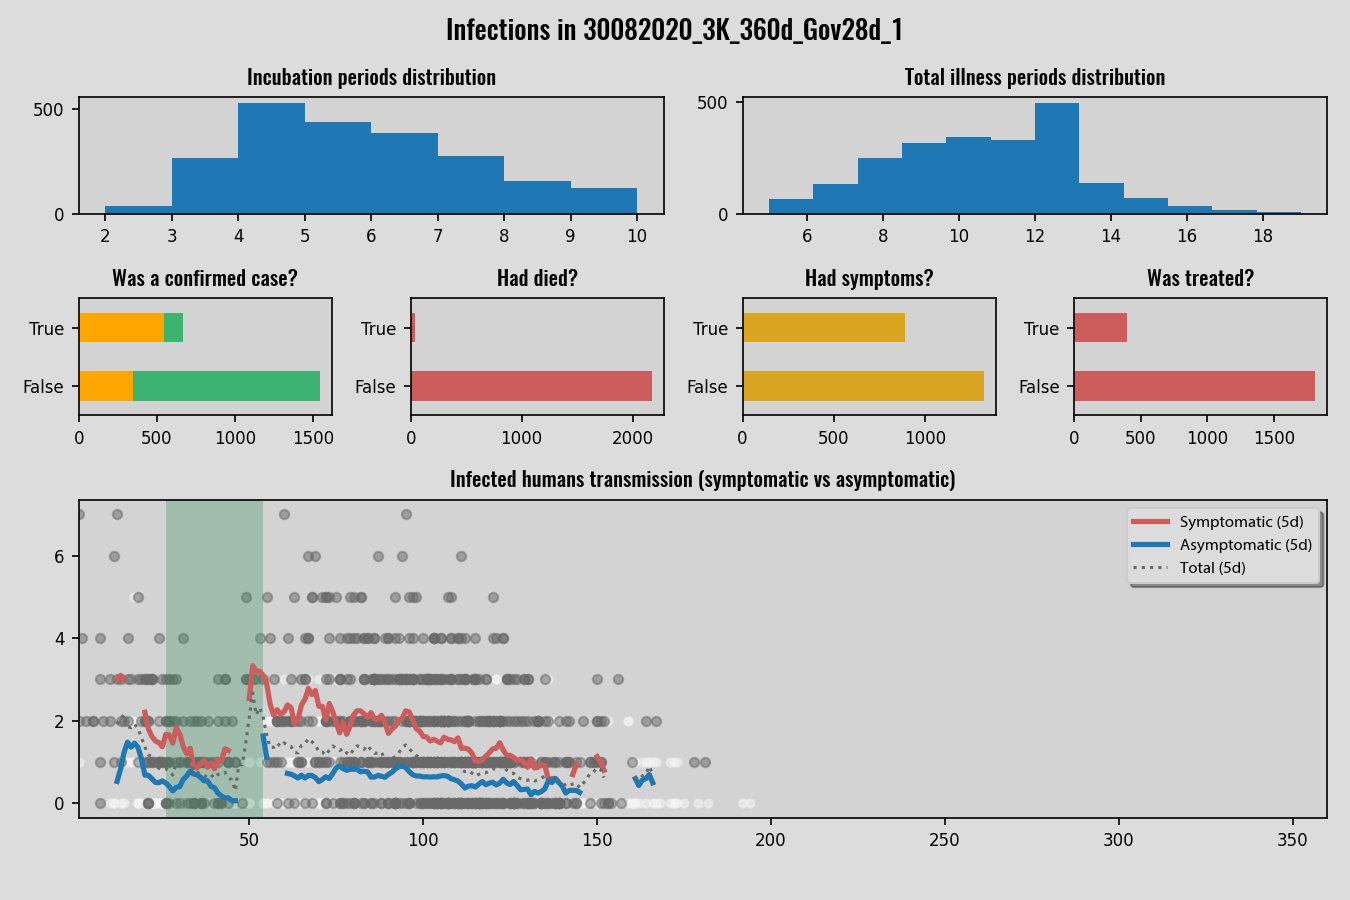 Infections in 30082020_3K_360d_Gov28d_1
Incubation periods distribution
500
0
2 3 4 5 6 7 8 9 10
Total illness periods distribution
500
0
6 8 10 12 14 16 18
Was a confirmed case?
True
False
0 500 1000 1500
Had died?
True
False
0 1000 2000
Had symptoms?
True
False
0 500 1000
Was treated?
True
False
0 500 1000 1500
Infected humans transmission (symptomatic vs asymptomatic)
6
4
2
0
50 100 150 200 250 300 350
Symptomatic (5d)
Asymptomatic (5d)
Total (5d)